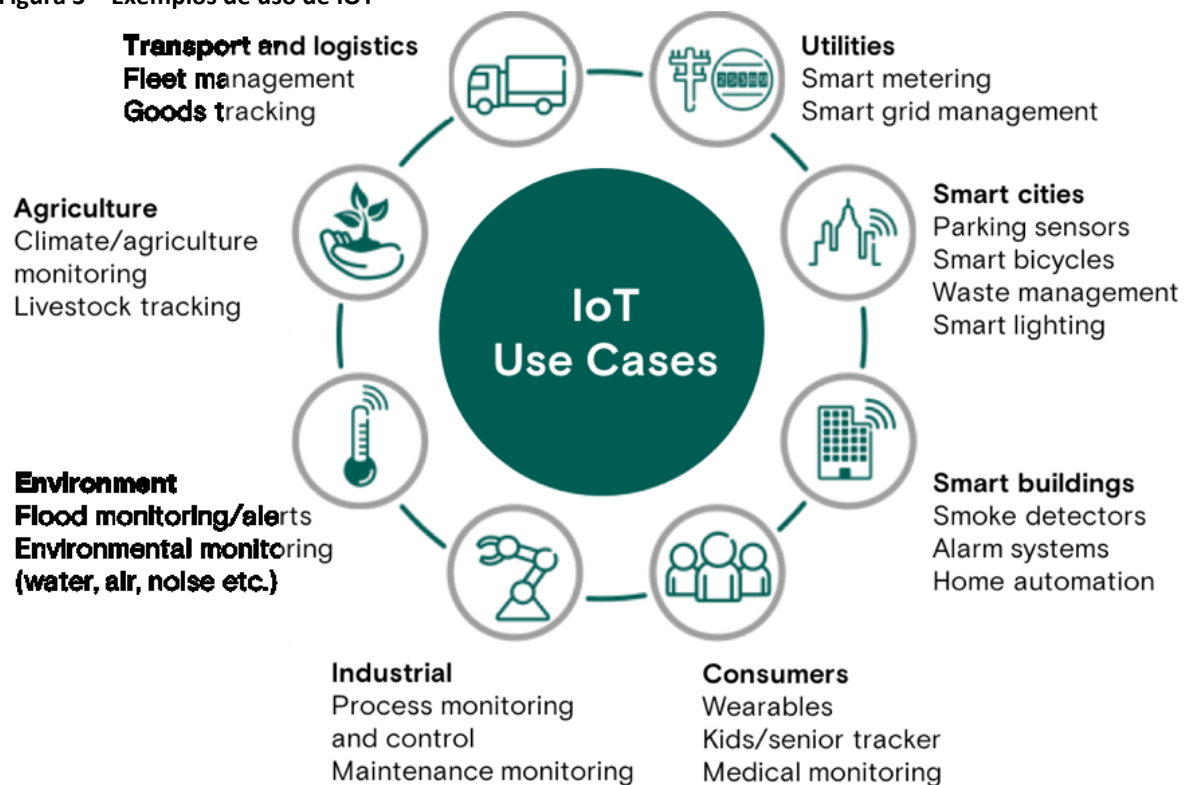 Figura 3 – Exemplos de uso de IOT
Transport and logistics
Fleet management
Goods tracking
Utilities
Smart metering
Smart grid management
Agriculture
Climate/agriculture
monitoring
Livestock tracking
Smart cities
Parking sensors
Smart bicycles
Waste management
Smart lighting
IoT
Use Cases
Environment
Flood monitoring/alerts
Environmental monitoring
(water, air, noise etc.)
Smart buildings
Smoke detectors
Alarm systems
Home automation
Industrial
Process monitoring
and control
Maintenance monitoring
Consumers
Wearables
Kids/senior tracker
Medical monitoring